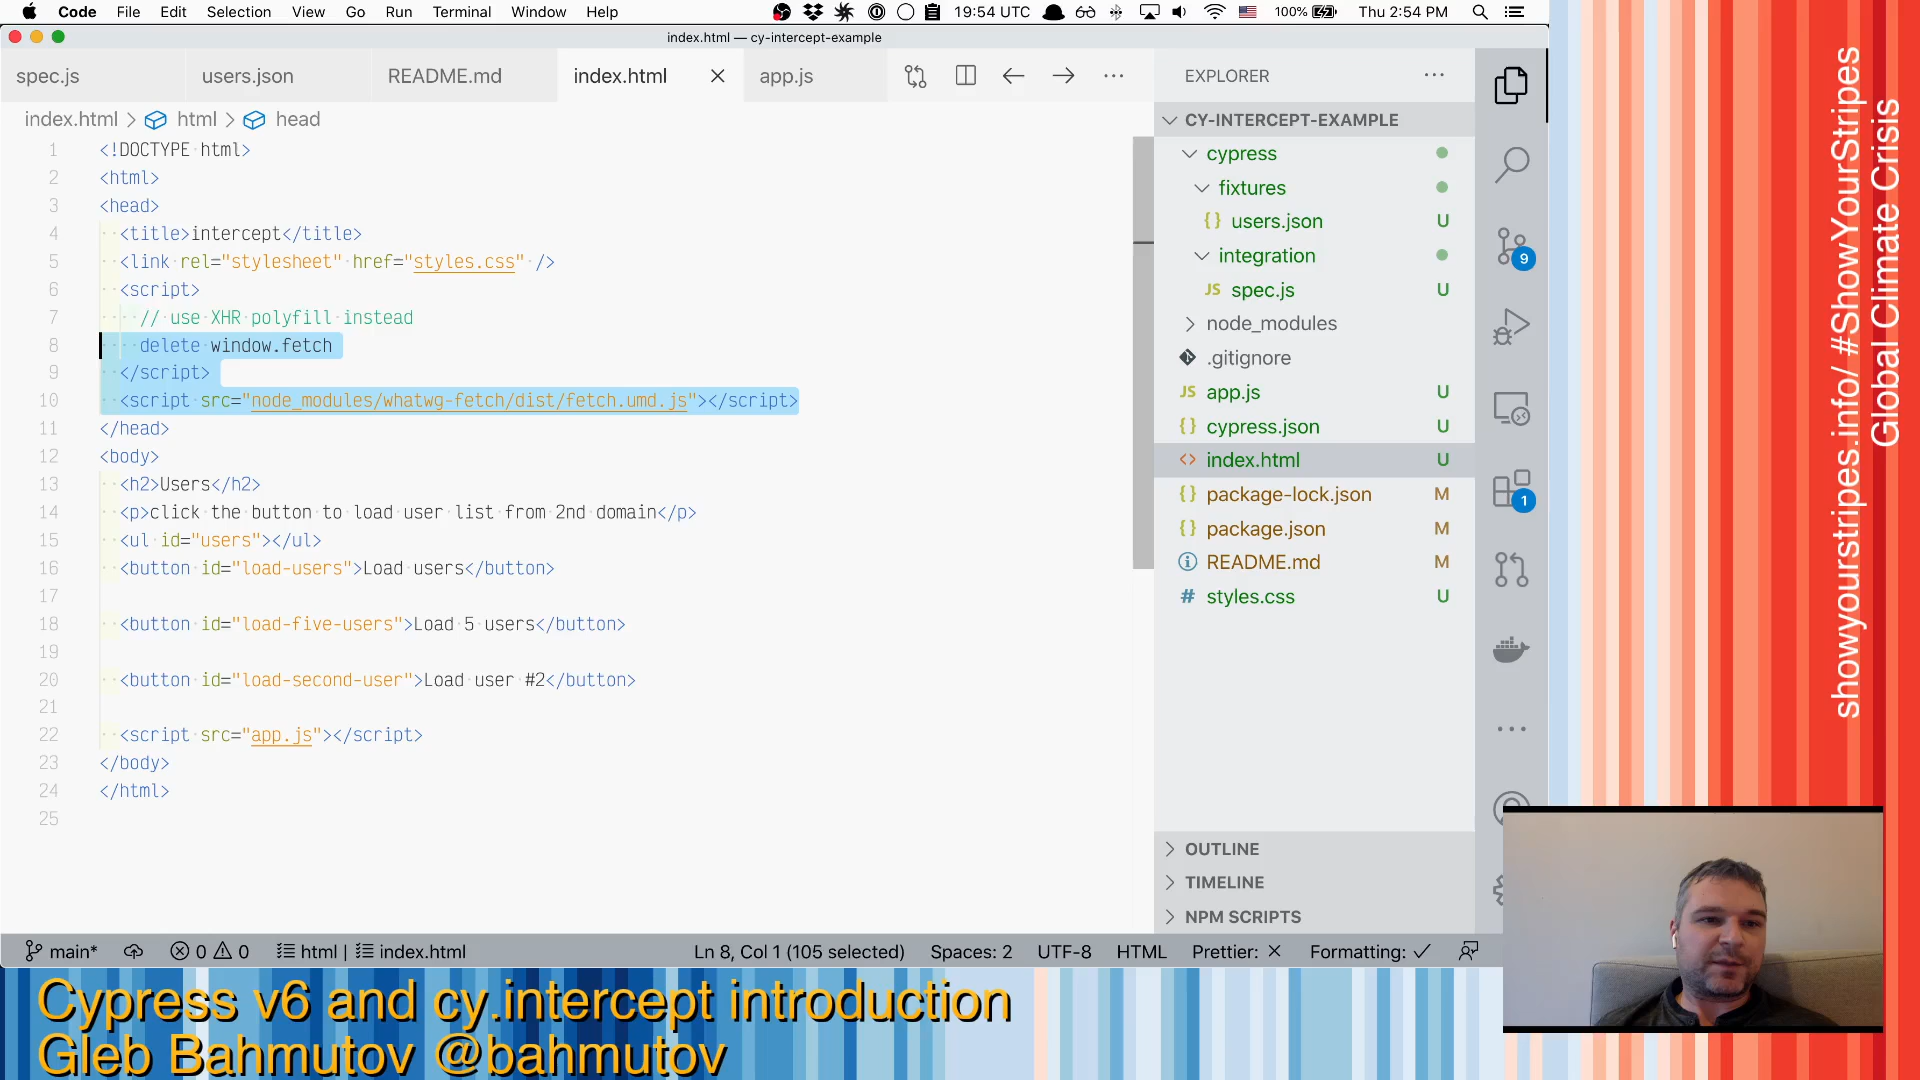 Code File Edit Selection View Go Run Terminal Window Help 19:54 UTC 100% Thu 2:54 PM
index.html — cy-intercept-example
spec.js users.json README.md index.html app.js
index.html > html > head
1 <!DOCTYPE html>
2 <html>
3 <head>
4 <title>intercept</title>
5 <link rel="stylesheet" href="styles.css" />
6 <script>
7 // use XHR polyfill instead
8 delete window.fetch
9 </script>
10 <script src="node_modules/whatwg-fetch/dist/fetch.umd.js"></script>
11 </head>
12 <body>
13 <h2>Users</h2>
14 <p>click the button to load user list from 2nd domain</p>
15 <ul id="users"></ul>
16 <button id="load-users">Load users</button>
17
18 <button id="load-five-users">Load 5 users</button>
19
20 <button id="load-second-user">Load user #2</button>
21
22 <script src="app.js"></script>
23 </body>
24 </html>
25
EXPLORER
CY-INTERCEPT-EXAMPLE
cypress
fixtures
{} users.json U
integration
JS spec.js U
node_modules
.gitignore
JS app.js U
{} cypress.json U
<> index.html U
{} package-lock.json M
{} package.json M
README.md M
# styles.css U
OUTLINE
TIMELINE
NPM SCRIPTS
9
1
main* 0 0 html | index.html Ln 8, Col 1 (105 selected) Spaces: 2 UTF-8 HTML Prettier: × Formatting: ✓
showyourstripes.info/ #ShowYourStripes
Global Climate Crisis
Cypress v6 and cy.intercept introduction
Gleb Bahmutov @bahmutov